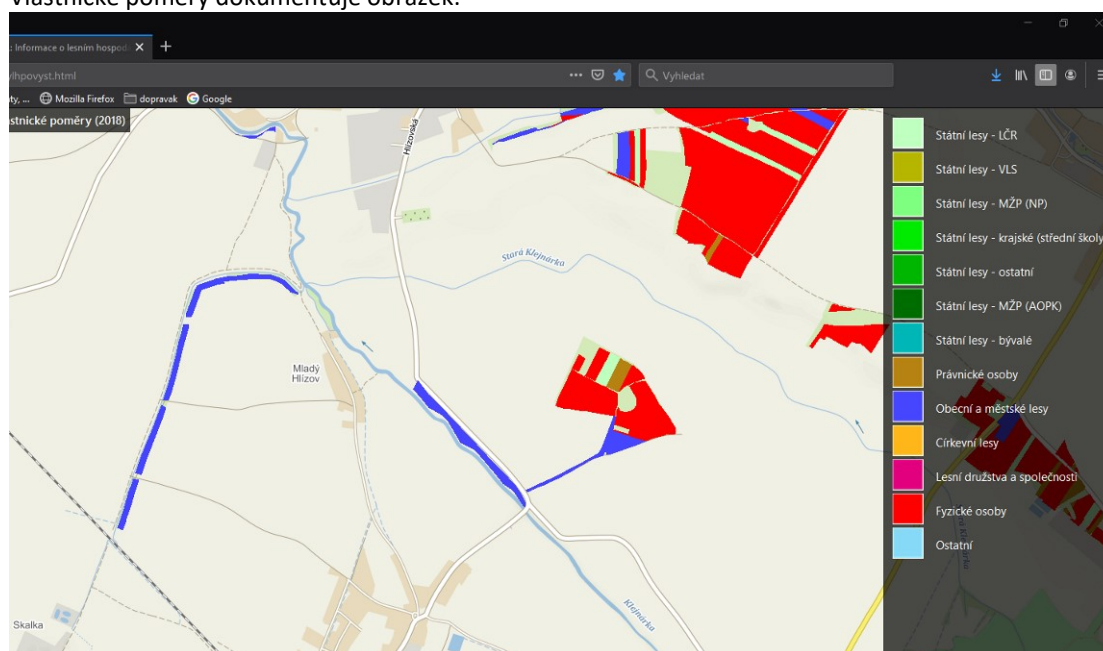 Vlastnické poměry dokumentuje obrázek:
: Informace o lesním hospod
/lhpovyst.html
Vyhledat
ty, ... Mozilla Firefox dopravak Google
astnické poměry (2018)
Hlízovská
Stará Klejnárka
Mladý
Hlízov
Klejnárka
Skalka
Státní lesy - LČR
Státní lesy - VLS
Státní lesy - MŽP (NP)
Státní lesy - krajské (střední školy
Státní lesy - ostatní
Státní lesy - MŽP (AOPK)
Státní lesy - bývalé
Právnické osoby
Obecní a městské lesy
Církevní lesy
Lesní družstva a společnosti
Fyzické osoby
Ostatní